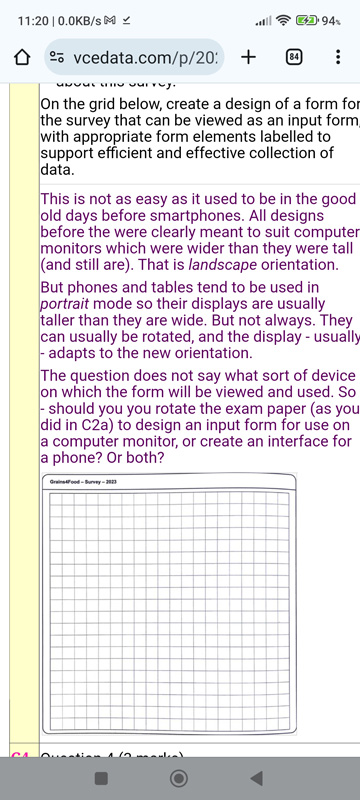 11:20 | 0.0KB/s
94%
vcedata.com/p/20
84
about this survey.
On the grid below, create a design of a form for
the survey that can be viewed as an input form,
with appropriate form elements labelled to
support efficient and effective collection of
data.
This is not as easy as it used to be in the good
old days before smartphones. All designs
before the were clearly meant to suit computer
monitors which were wider than they were tall
(and still are). That is landscape orientation.
But phones and tables tend to be used in
portrait mode so their displays are usually
taller than they are wide. But not always. They
can usually be rotated, and the display - usually
- adapts to the new orientation.
The question does not say what sort of device
on which the form will be viewed and used. So
- should you you rotate the exam paper (as you
did in C2a) to design an input form for use on
a computer monitor, or create an interface for
a phone? Or both?
Grains4Food – Survey – 2023
C4 Question 4 (2 marks)